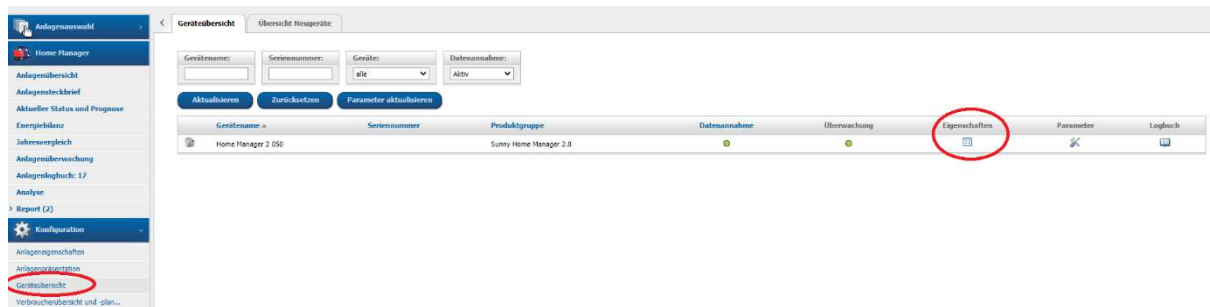 Anlagenauswahl
Home Manager
Anlagenübersicht
Anlagensteckbrief
Aktueller Status und Prognose
Energiebilanz
Jahresvergleich
Anlagenüberwachung
Anlagenlogbuch: 17
Analyse
Report (2)
Konfiguration
Anlageneigenschaften
Anlagenpräsentation
Geräteübersicht
Verbraucherübersicht und -plan...
Geräteübersicht Übersicht Neugeräte
Gerätename: Seriennummer: Geräte: Datenannahme:
alle Aktiv
Aktualisieren Zurücksetzen Parameter aktualisieren
Gerätename Seriennummer Produktgruppe Datenannahme Überwachung Eigenschaften Parameter Logbuch
Home Manager 2 050 Sunny Home Manager 2.0